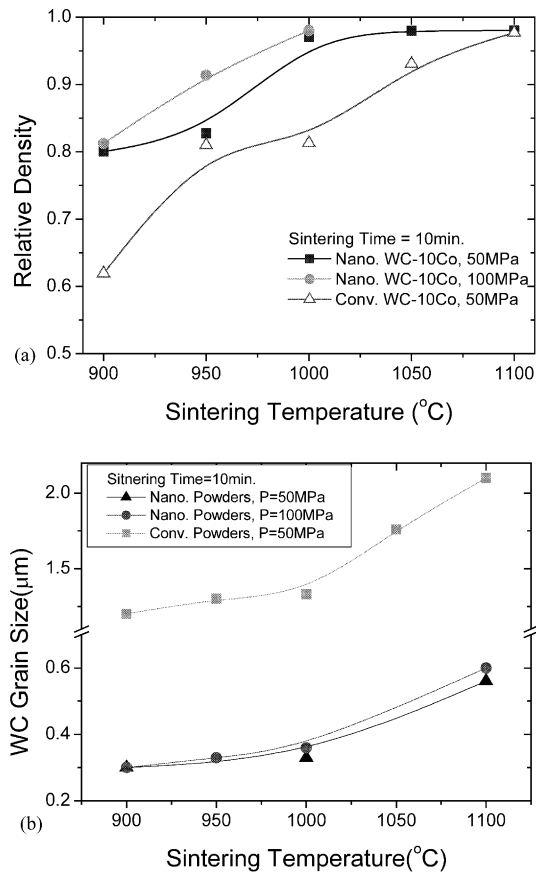 1.0
0.9
0.8
0.7
0.6
0.5
Relative Density
Sintering Time = 10min.
Nano. WC-10Co, 50MPa
Nano. WC-10Co, 100MPa
Conv. WC-10Co, 50MPa
(a)
900 950 1000 1050 1100
Sintering Temperature (°C)
Sitnering Time=10min.
Nano. Powders, P=50MPa
Nano. Powders, P=100MPa
Conv. Powders, P=50MPa
2.0
1.5
0.6
0.4
0.2
WC Grain Size(μm)
(b)
900 950 1000 1050 1100
Sintering Temperature(°C)